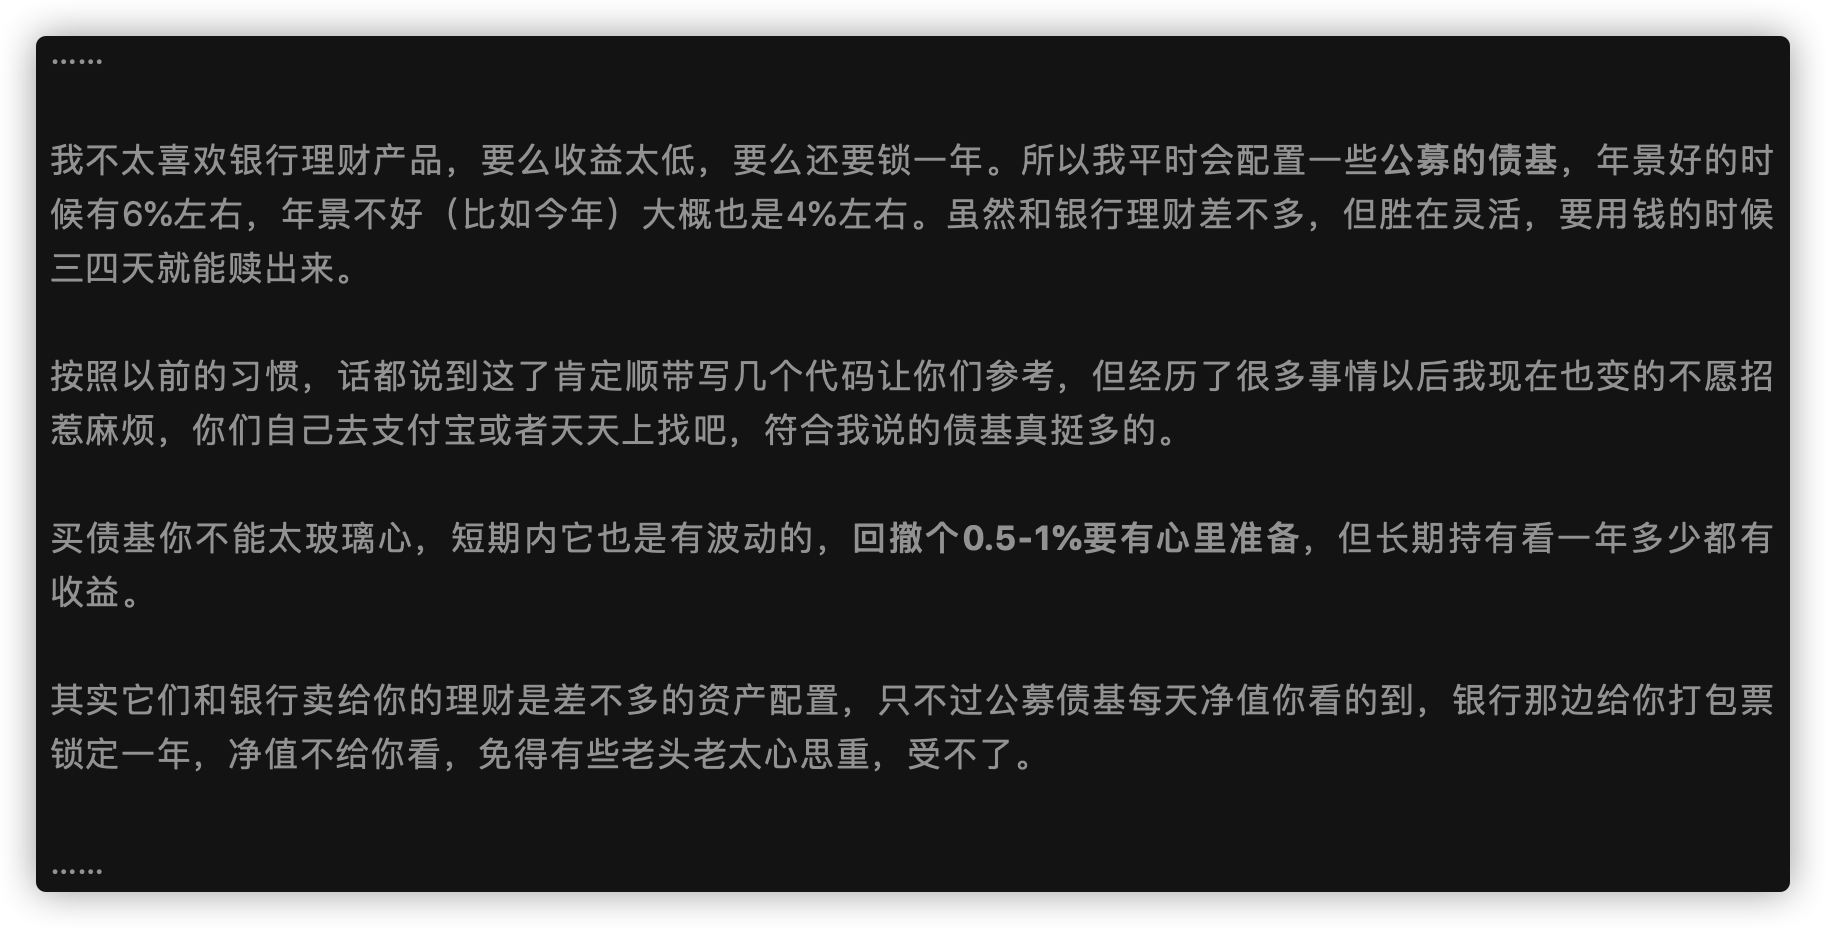 ……
我不太喜欢银行理财产品，要么收益太低，要么还要锁一年。所以我平时会配置一些公募的债基，年景好的时
候有6%左右，年景不好（比如今年）大概也是4%左右。虽然和银行理财差不多，但胜在灵活，要用钱的时候
三四天就能赎出来。
按照以前的习惯，话都说到这了肯定顺带写几个代码让你们参考，但经历了很多事情以后我现在也变的不愿招
惹麻烦，你们自己去支付宝或者天天上找吧，符合我说的债基真挺多的。
买债基你不能太玻璃心，短期内它也是有波动的，回撤个0.5-1%要有心里准备，但长期持有看一年多少都有
收益。
其实它们和银行卖给你的理财是差不多的资产配置，只不过公募债基每天净值你看的到，银行那边给你打包票
锁定一年，净值不给你看，免得有些老头老太心思重，受不了。
……